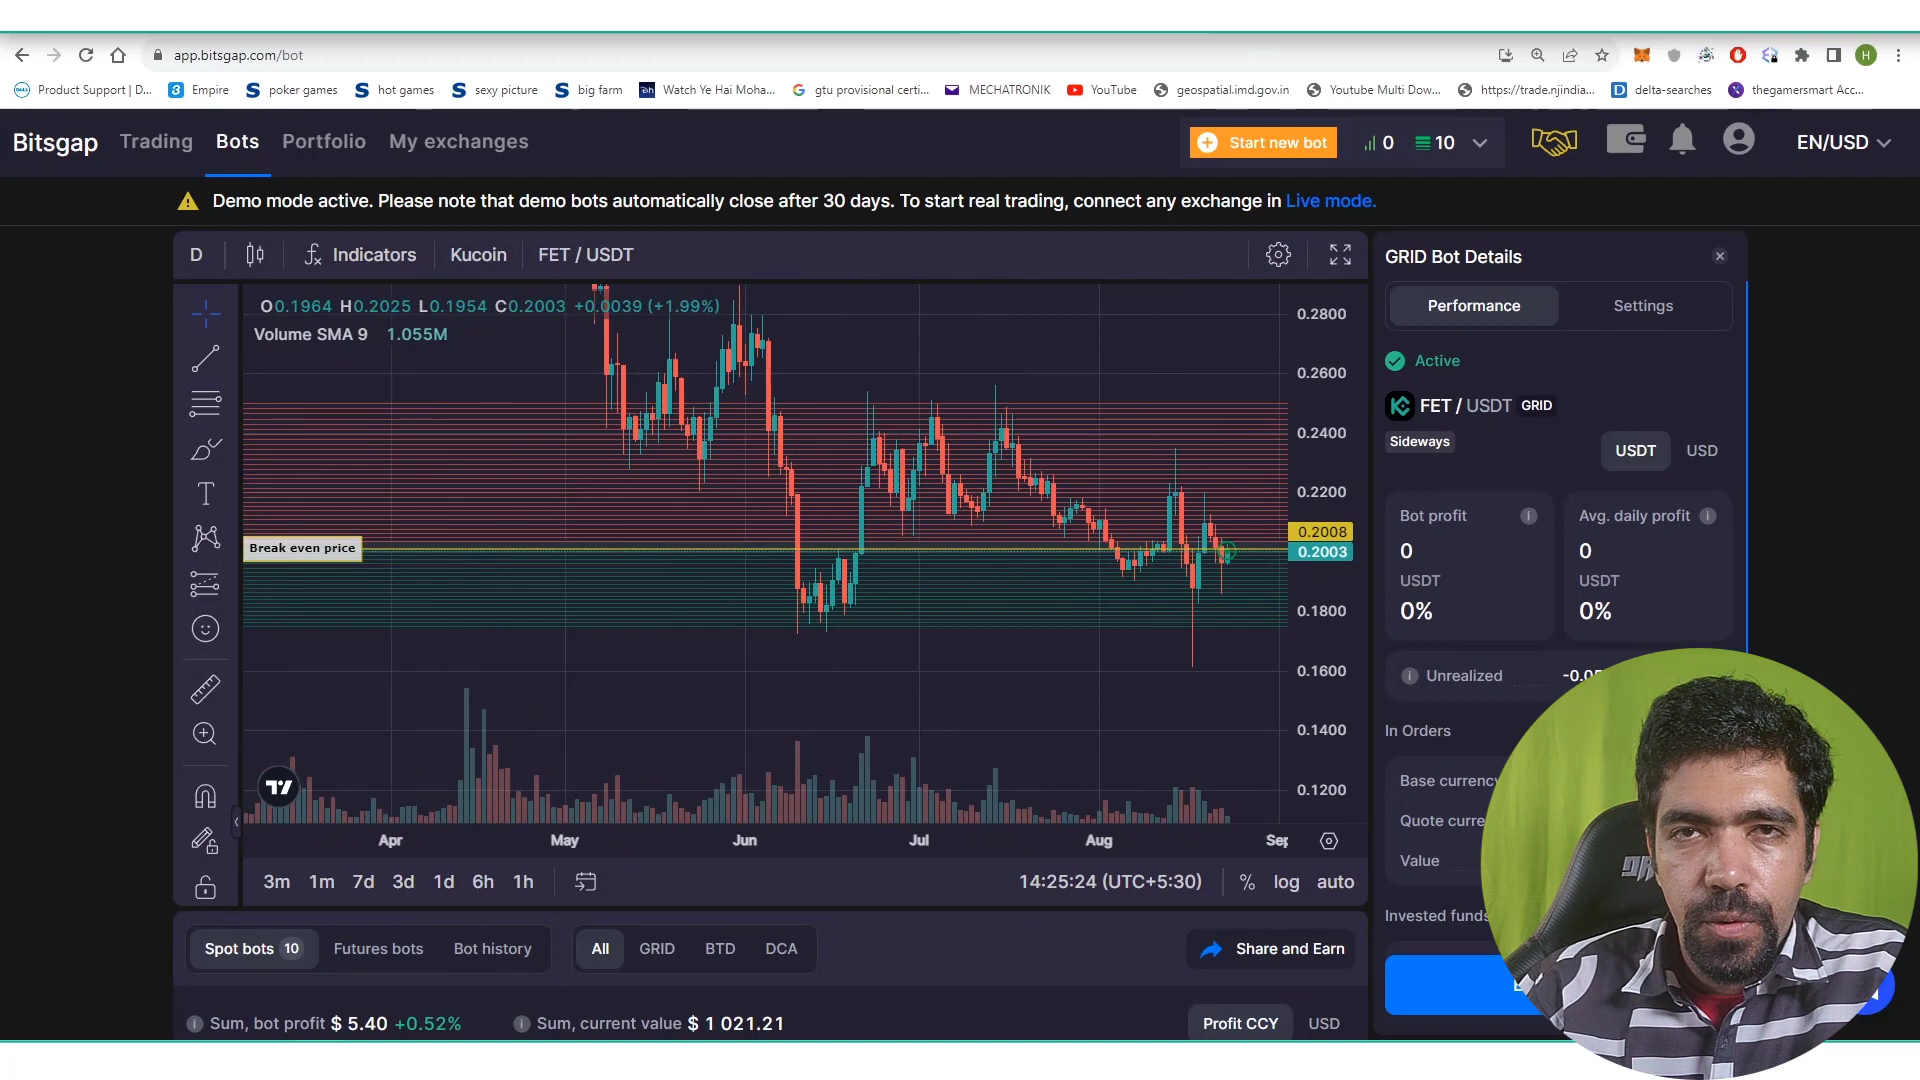 app.bitsgap.com/bot
H
Product Support | D...
Empire
poker games
hot games
sexy picture
big farm
Watch Ye Hai Moha...
gtu provisional certi...
MECHATRONIK
YouTube
geospatial.imd.gov.in
Youtube Multi Dow...
https://trade.njindia...
delta-searches
thegamersmart Acc...
Bitsgap Trading Bots Portfolio My exchanges
Start new bot 0 10
EN/USD
Demo mode active. Please note that demo bots automatically close after 30 days. To start real trading, connect any exchange in Live mode.
D Indicators Kucoin FET / USDT
O0.1964 H0.2025 L0.1954 C0.2003 +0.0039 (+1.99%)
Volume SMA 9 1.055M
0.2800
0.2600
0.2400
0.2200
0.2008
0.2003
0.1800
0.1600
0.1400
0.1200
Break even price
Apr May Jun Jul Aug Sep
3m 1m 7d 3d 1d 6h 1h
14:25:24 (UTC+5:30) % log auto
Spot bots 10 Futures bots Bot history
All GRID BTD DCA
Share and Earn
Sum, bot profit $ 5.40 +0.52%
Sum, current value $ 1 021.21
Profit CCY USD
GRID Bot Details
Performance Settings
Active
FET / USDT GRID
Sideways
USDT USD
Bot profit
0
USDT
0%
Avg. daily profit
0
USDT
0%
Unrealized
In Orders
Base currency
Quote curre
Value
Invested funds